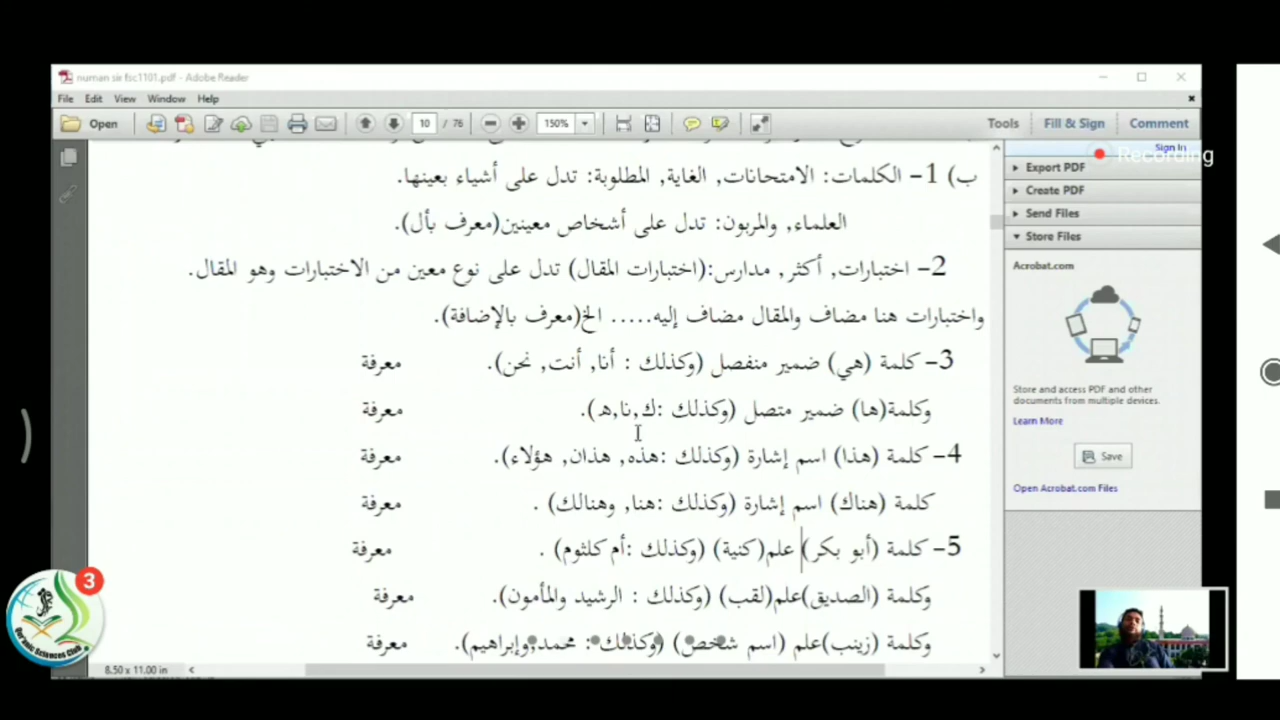 numan sir fsc1101.pdf - Adobe Reader
File Edit View Window Help
Open 10 / 76 150% Tools Fill & Sign Comment
Sign In
Recording
Export PDF
Create PDF
Send Files
Store Files
Acrobat.com
Store and access PDF and other
documents from multiple devices.
Learn More
Save
Open Acrobat.com Files
ب) 1- الكلمات: الامتحانات, الغاية, المطلوبة: تدل على أشياء بعينها.
العلماء, والمربون: تدل على أشخاص معينين(معرف بأل).
2- اختبارات, أكثر, مدارس:(اختبارات المقال) تدل على نوع معين من الاختبارات وهو المقال.
واختبارات هنا مضاف والمقال مضاف إليه..... الخ(معرف بالإضافة).
3- كلمة (هي) ضمير منفصل (وكذلك : أنا, أنت, نحن). معرفة
وكلمة(ها) ضمير متصل (وكذلك :ك,نا,هـ). معرفة
4- كلمة (هذا) اسم إشارة (وكذلك :هذه, هذان, هؤلاء). معرفة
كلمة (هناك) اسم إشارة (وكذلك :هنا, وهنالك) . معرفة
5- كلمة (أبو بكر) علم(كنية) (وكذلك :أم كلثوم) . معرفة
وكلمة (الصديق)علم(لقب) (وكذلك : الرشيد والمأمون). معرفة
وكلمة (زينب)علم (اسم شخص) (وكذلك: محمد,وإبراهيم). معرفة
8.50 x 11.00 in
3
Qur'anic Sciences Club